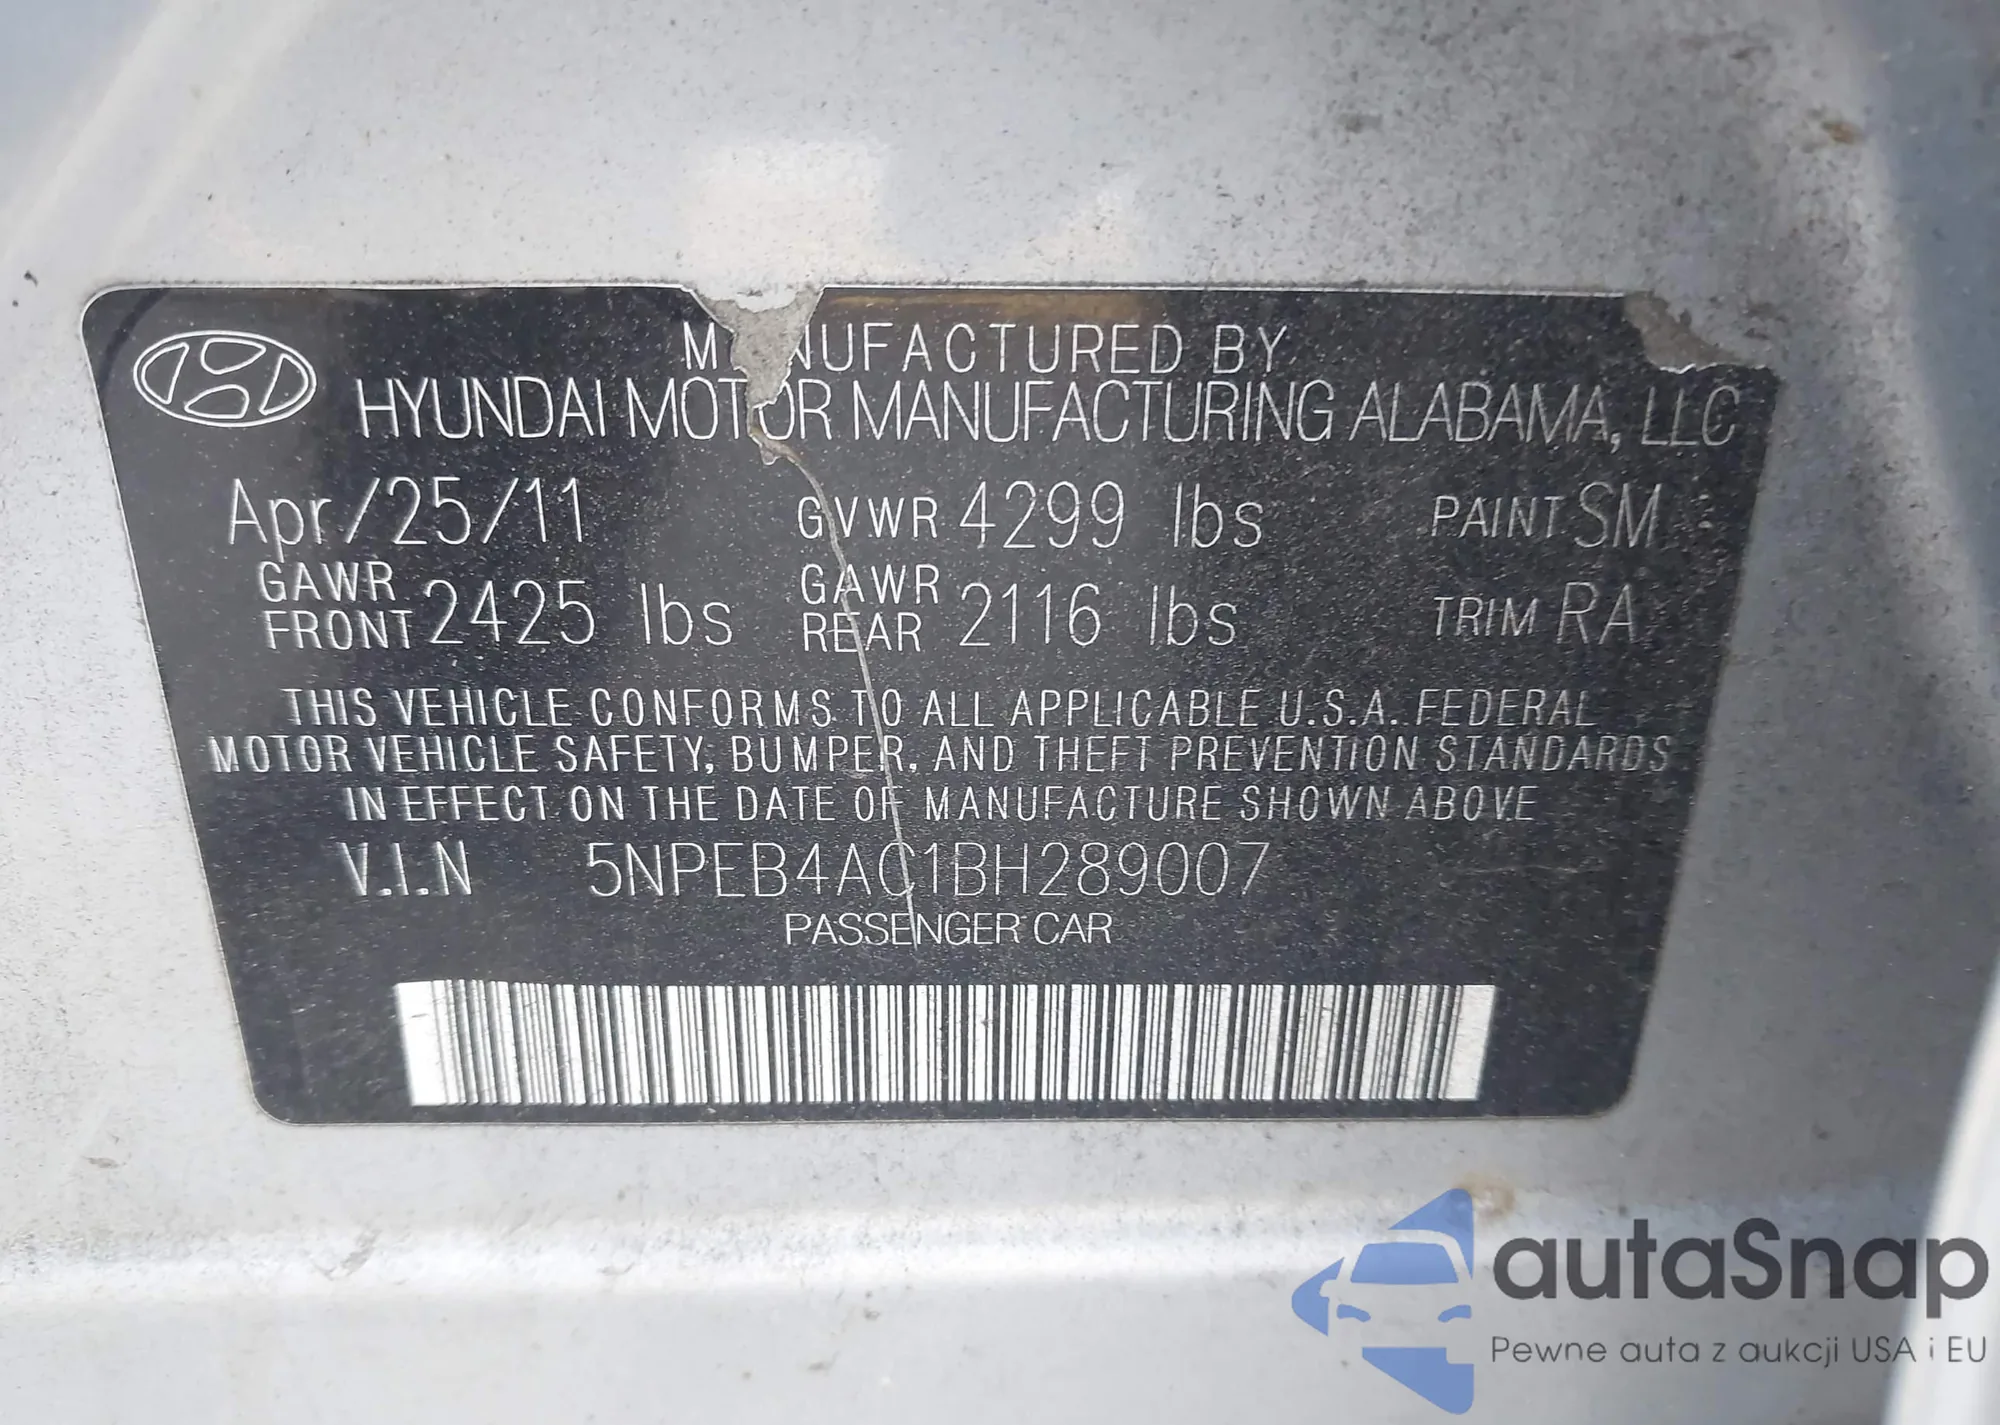 MANUFACTURED BY
HYUNDAI MOTOR MANUFACTURING ALABAMA, LLC
Apr/25/11 GVWR 4299 lbs PAINT SM
GAWR FRONT 2425 lbs GAWR REAR 2116 lbs TRIM RA
THIS VEHICLE CONFORMS TO ALL APPLICABLE U.S.A. FEDERAL
MOTOR VEHICLE SAFETY, BUMPER, AND THEFT PREVENTION STANDARDS
IN EFFECT ON THE DATE OF MANUFACTURE SHOWN ABOVE
V.I.N 5NPEB4AC1BH289007
PASSENGER CAR
autaSnap
Pewne auta z aukcji USA i EU